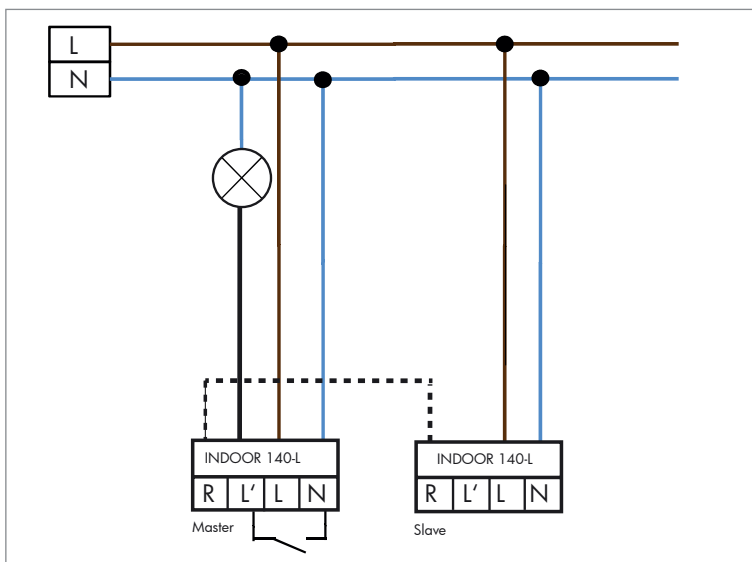 L
N
INDOOR 140-L
R L' L N
Master
INDOOR 140-L
R L' L N
Slave